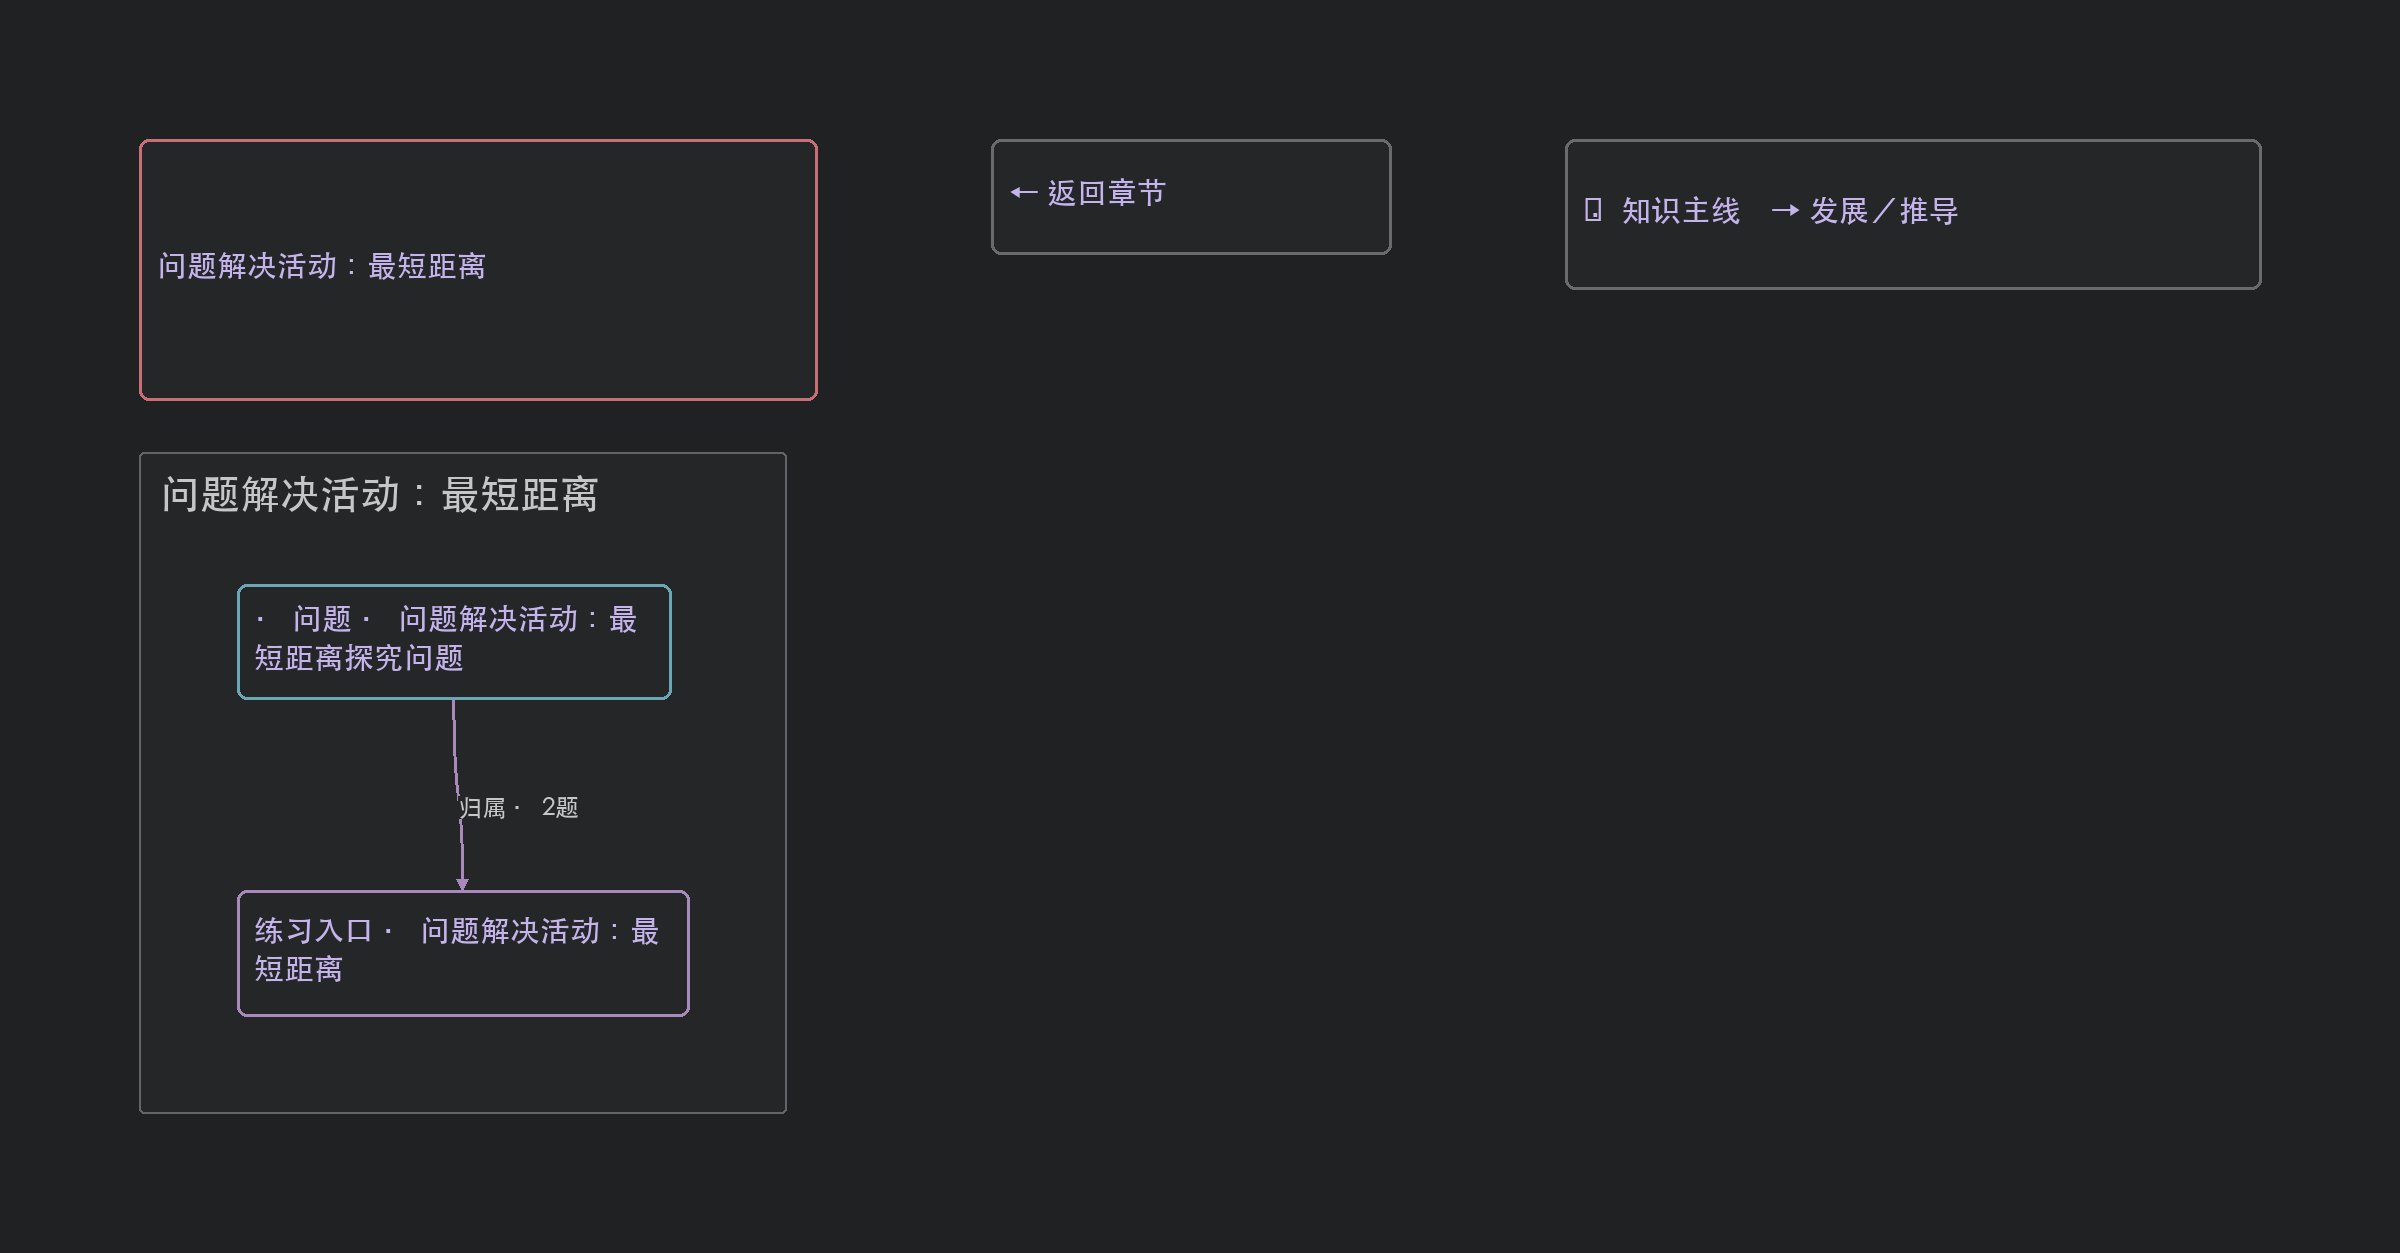 问题解决活动：最短距离
← 返回章节
知识主线 → 发展／推导
问题解决活动：最短距离
· 问题 · 问题解决活动：最
短距离探究问题
归属 · 2题
练习入口 · 问题解决活动：最
短距离